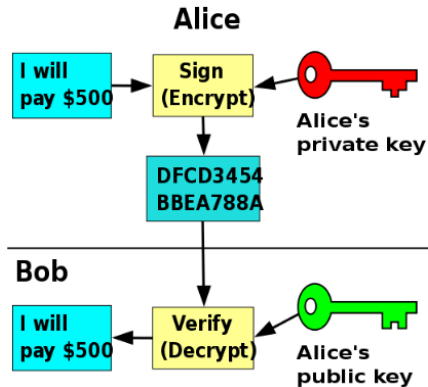 Alice
I will
pay $500
Sign
(Encrypt)
Alice's
private key
DFCD3454
BBEA788A
Bob
I will
pay $500
Verify
(Decrypt)
Alice's
public key